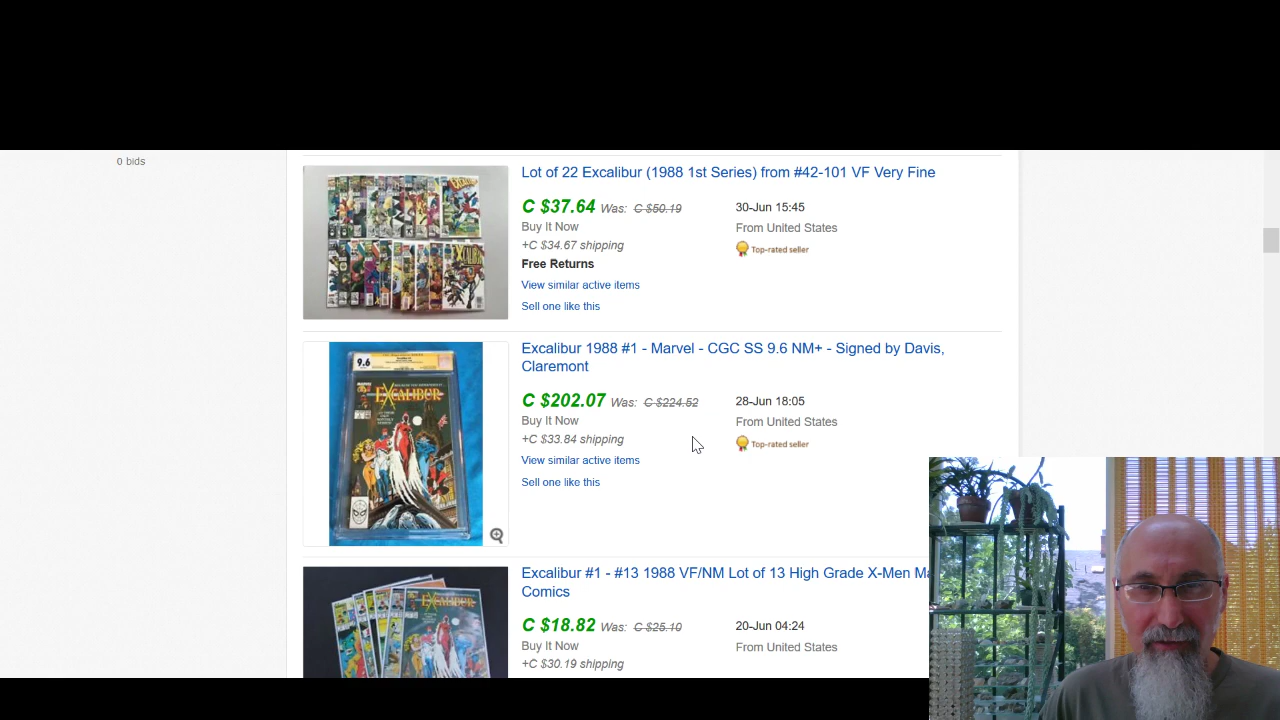 0 bids
Lot of 22 Excalibur (1988 1st Series) from #42-101 VF Very Fine
C $37.64 Was: C $50.19
30-Jun 15:45
Buy It Now
From United States
+C $34.67 shipping
Top-rated seller
Free Returns
View similar active items
Sell one like this
9.6
EXCALIBUR
Excalibur 1988 #1 - Marvel - CGC SS 9.6 NM+ - Signed by Davis,
Claremont
C $202.07 Was: C $224.52
28-Jun 18:05
Buy It Now
From United States
+C $33.84 shipping
Top-rated seller
View similar active items
Sell one like this
EXCALIBUR
Excalibur #1 - #13 1988 VF/NM Lot of 13 High Grade X-Men Ma
Comics
C $18.82 Was: C $25.10
20-Jun 04:24
Buy It Now
From United States
+C $30.19 shipping